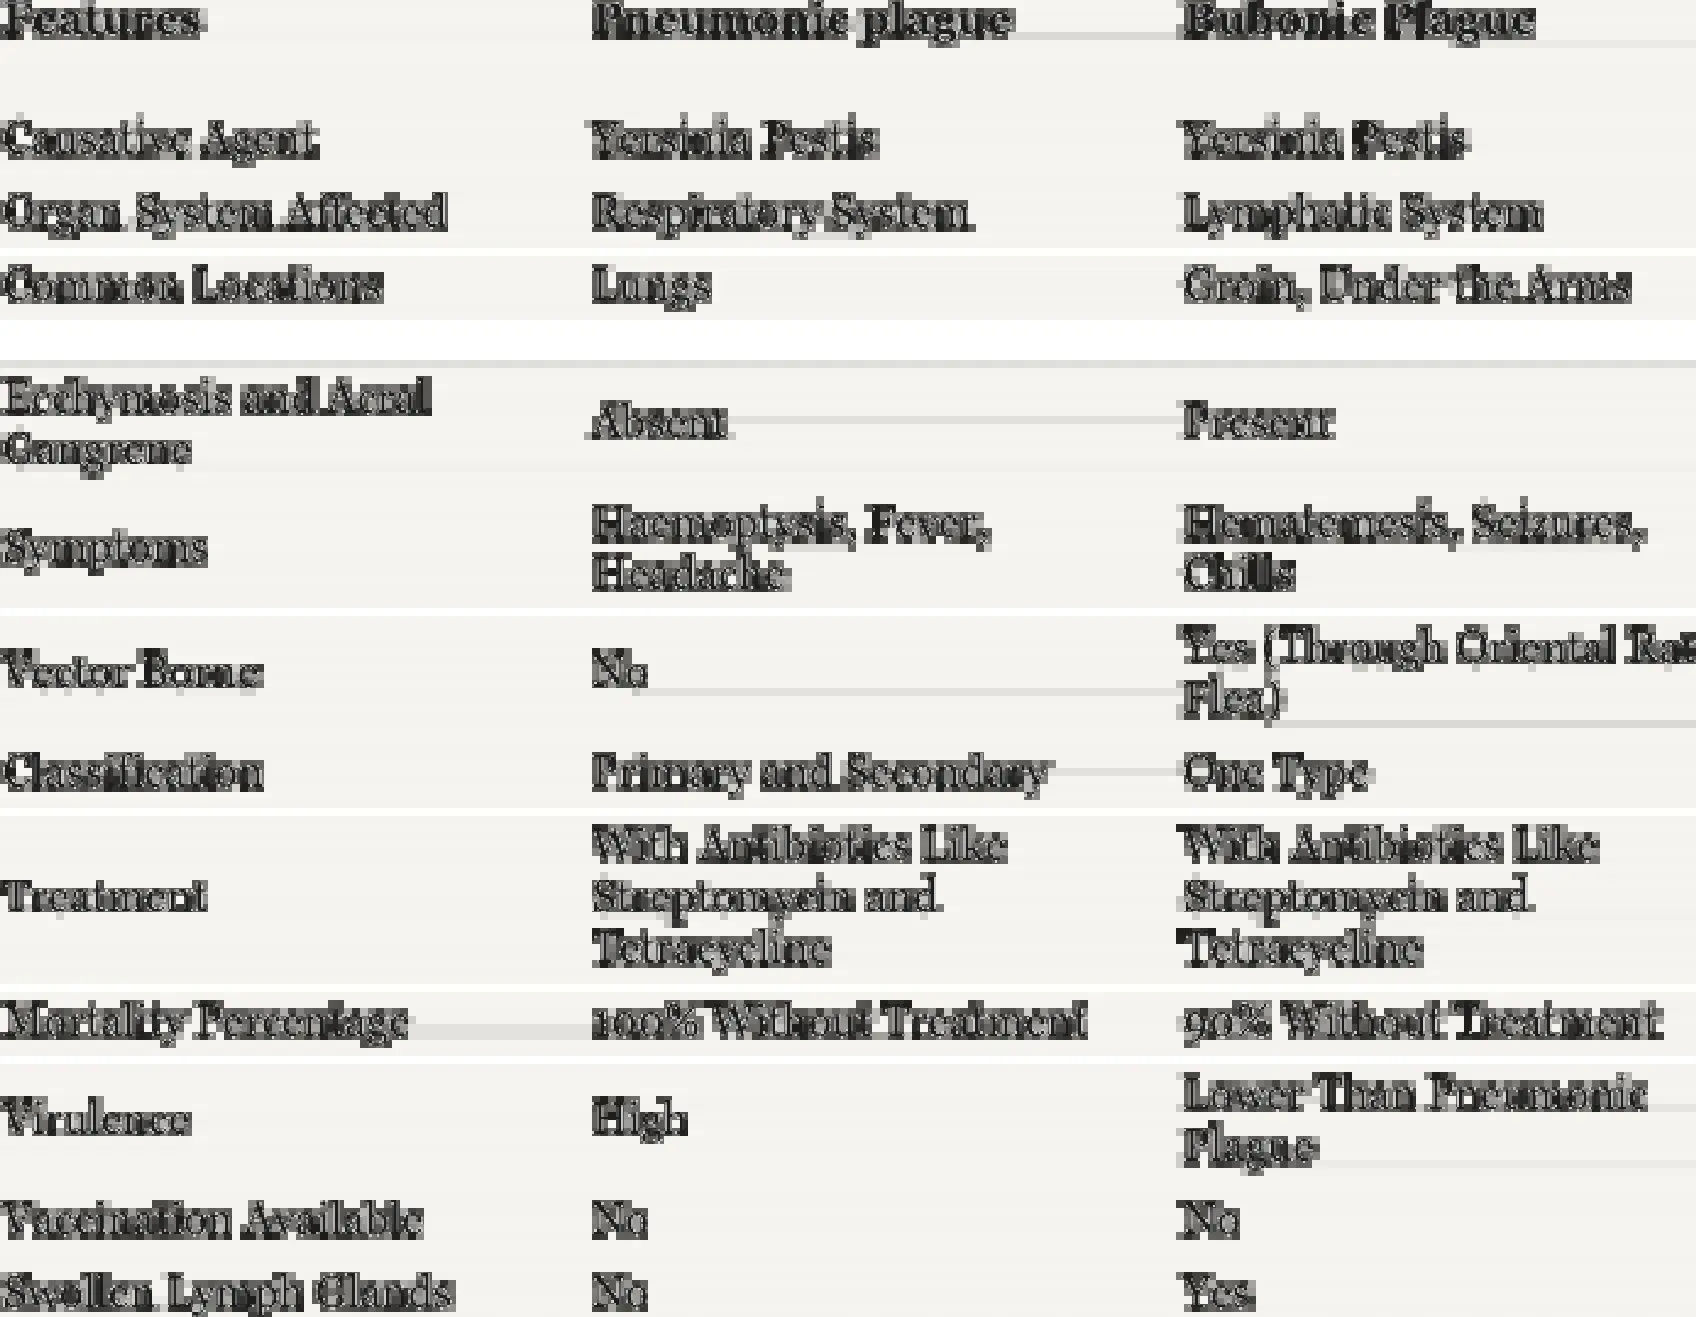 Features Pneumonic plague Bubonic Plague
Causative Agent Yersinia Pestis Yersinia Pestis
Organ System Affected Respiratory System Lymphatic System
Common Locations Lungs Groin, Under the Arms
Ecchymosis and Acral
Gangrene
Absent
Present
Symptoms
Haemoptysis, Fever,
Headache
Hematemesis, Seizures,
Chills
Vector Borne
No
Yes (Through Oriental Rat
Flea)
Classification Primary and Secondary One Type
Treatment
With Antibiotics Like
Streptomycin and
Tetracycline
With Antibiotics Like
Streptomycin and
Tetracycline
Mortality Percentage 100% Without Treatment 90% Without Treatment
Virulence
High
Lower Than Pneumonic
Plague
Vaccination Available No No
Swollen Lymph Glands No Yes